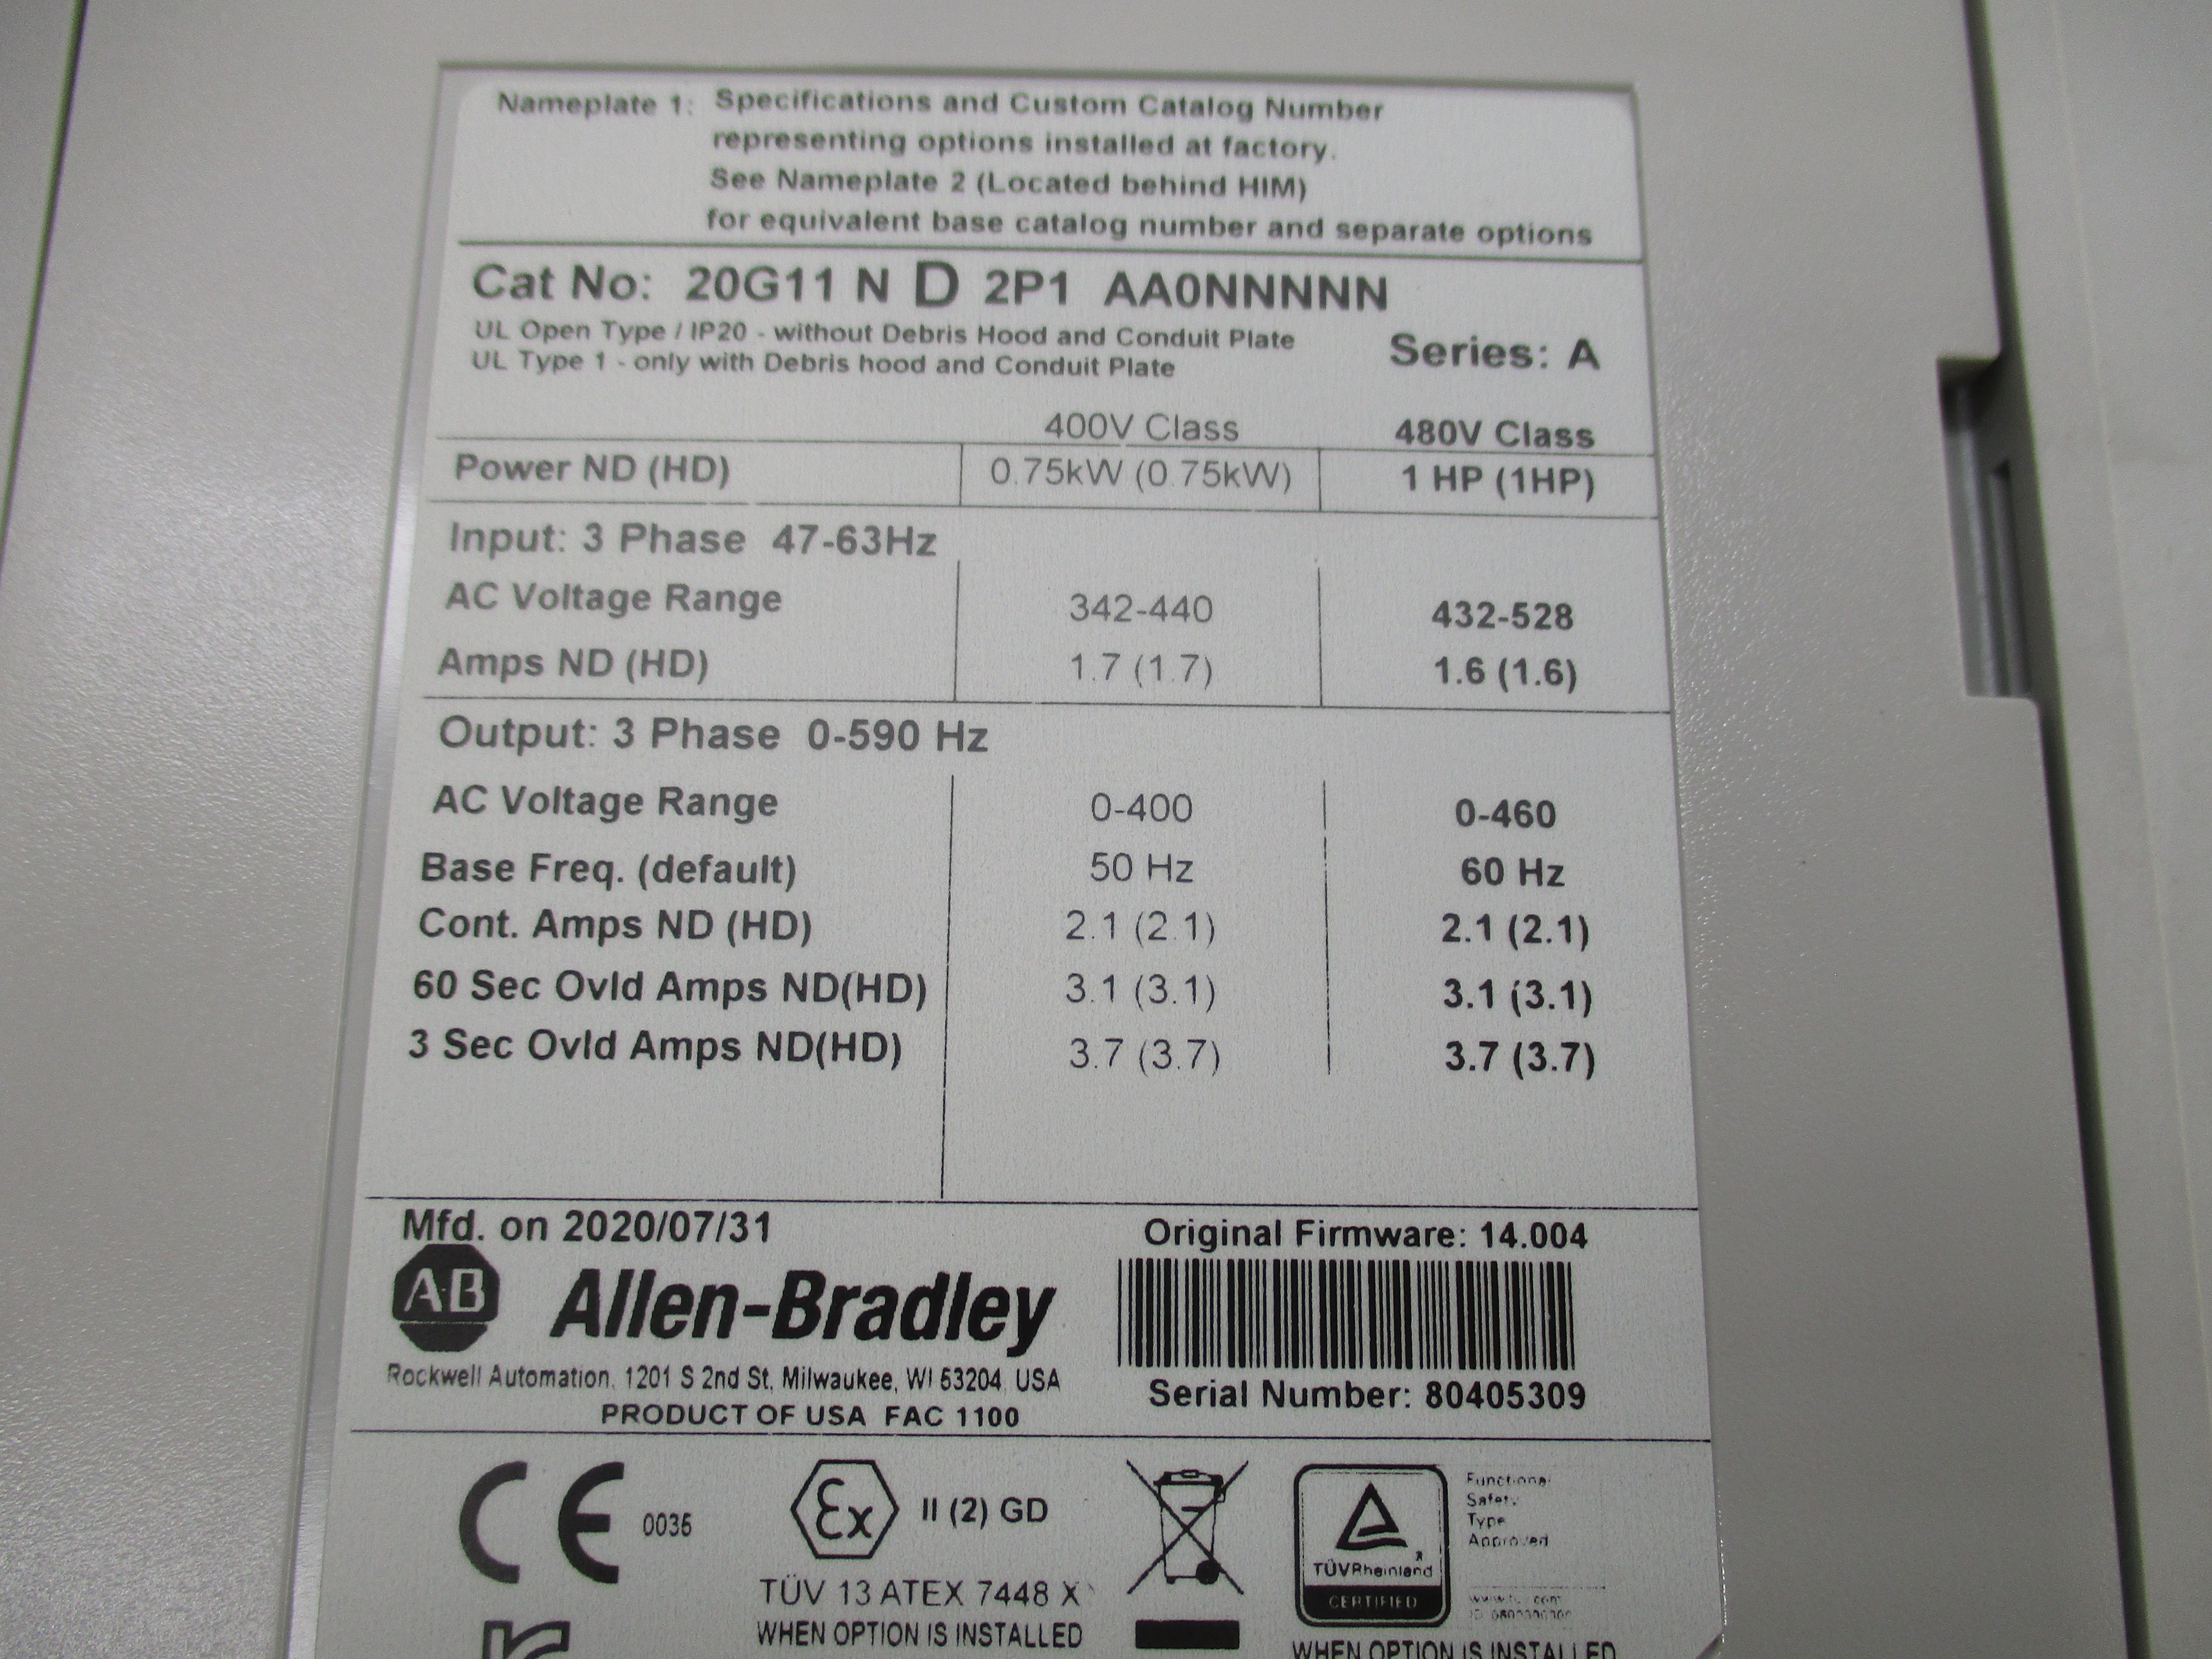 Nameplate 1: Specifications and Custom Catalog Number
representing options installed at factory.
See Nameplate 2 (Located behind HIM)
for equivalent base catalog number and separate options
Cat No: 20G11 N D 2P1 AA0NNNNN
UL Open Type / IP20 - without Debris Hood and Conduit Plate
UL Type 1 - only with Debris hood and Conduit Plate
Series: A
400V Class 480V Class
Power ND (HD) 0.75kW (0.75kW) 1 HP (1HP)
Input: 3 Phase 47-63Hz
AC Voltage Range 342-440 432-528
Amps ND (HD) 1.7 (1.7) 1.6 (1.6)
Output: 3 Phase 0-590 Hz
AC Voltage Range 0-400 0-460
Base Freq. (default) 50 Hz 60 Hz
Cont. Amps ND (HD) 2.1 (2.1) 2.1 (2.1)
60 Sec Ovld Amps ND(HD) 3.1 (3.1) 3.1 (3.1)
3 Sec Ovld Amps ND(HD) 3.7 (3.7) 3.7 (3.7)
Mfd. on 2020/07/31
Original Firmware: 14.004
AB Allen-Bradley
Rockwell Automation, 1201 S 2nd St, Milwaukee, WI 53204, USA
PRODUCT OF USA FAC 1100
Serial Number: 80405309
CE 0035
Ex II (2) GD
TÜV 13 ATEX 7448 X
WHEN OPTION IS INSTALLED
TÜVRheinland
CERTIFIED
Functional
Safety
Type
Approved
WHEN OPTION IS INSTALLED